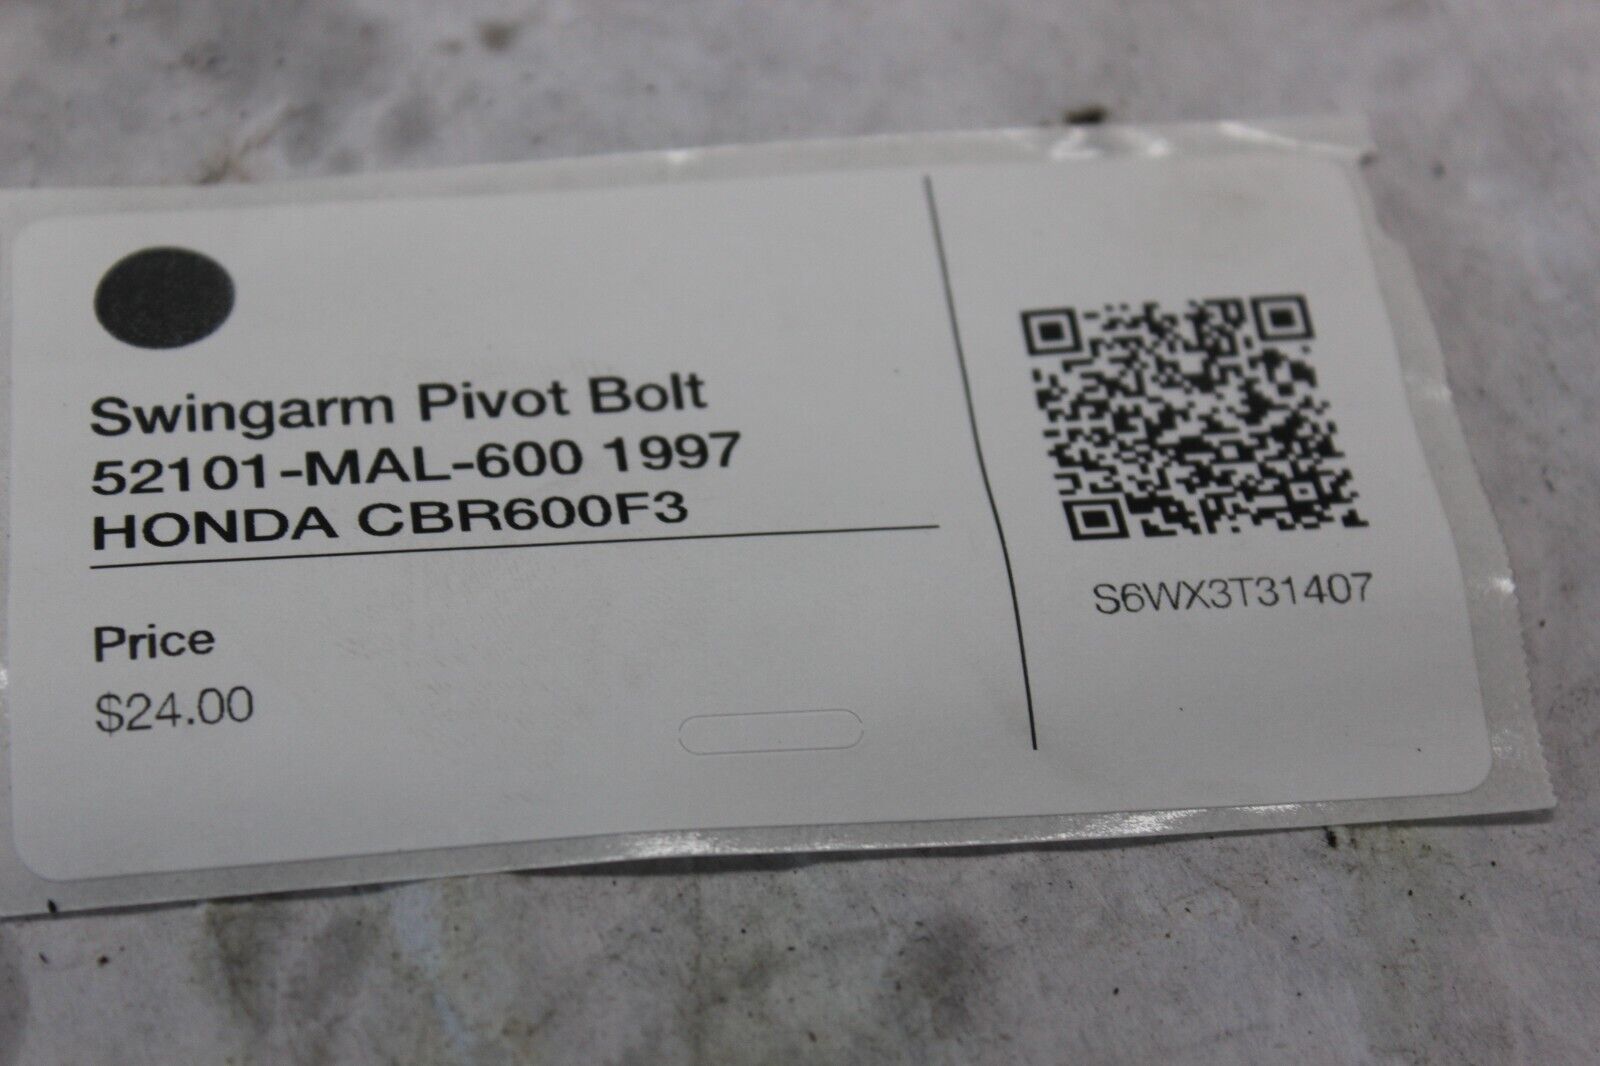 Swingarm Pivot Bolt
52101-MAL-600 1997
HONDA CBR600F3
Price
$24.00
S6WX3T31407